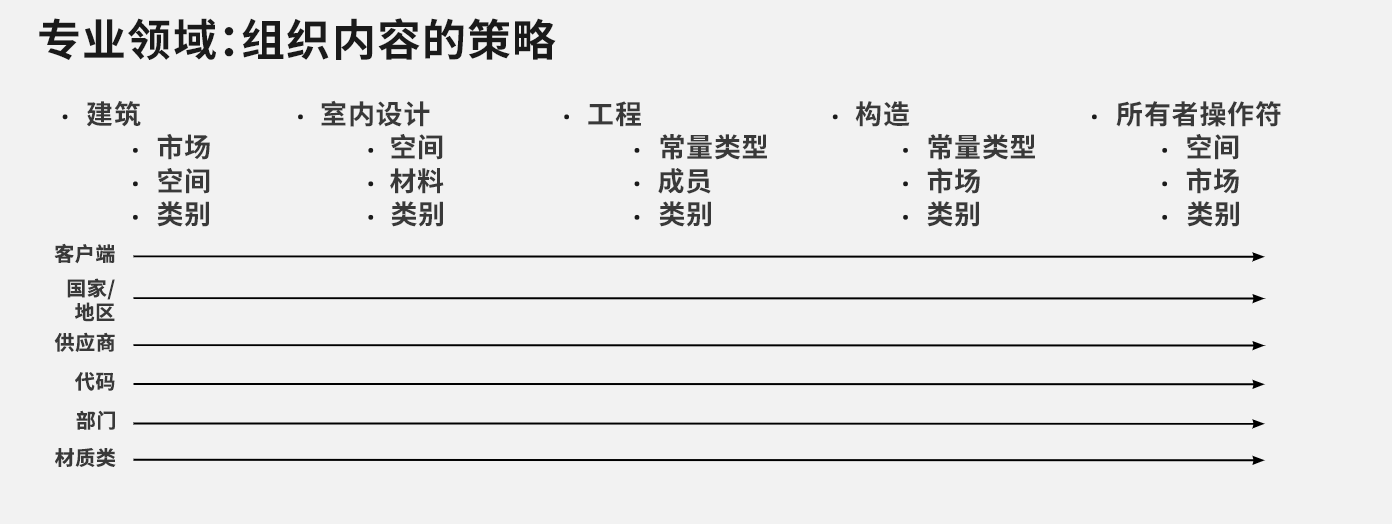 专业领域:组织内容的策略
• 建筑
• 市场
• 空间
• 类别
• 室内设计
• 空间
• 材料
• 类别
• 工程
• 常量类型
• 成员
• 类别
• 构造
• 常量类型
• 市场
• 类别
• 所有者操作符
• 空间
• 市场
• 类别
客户端
国家/
地区
供应商
代码
部门
材质类